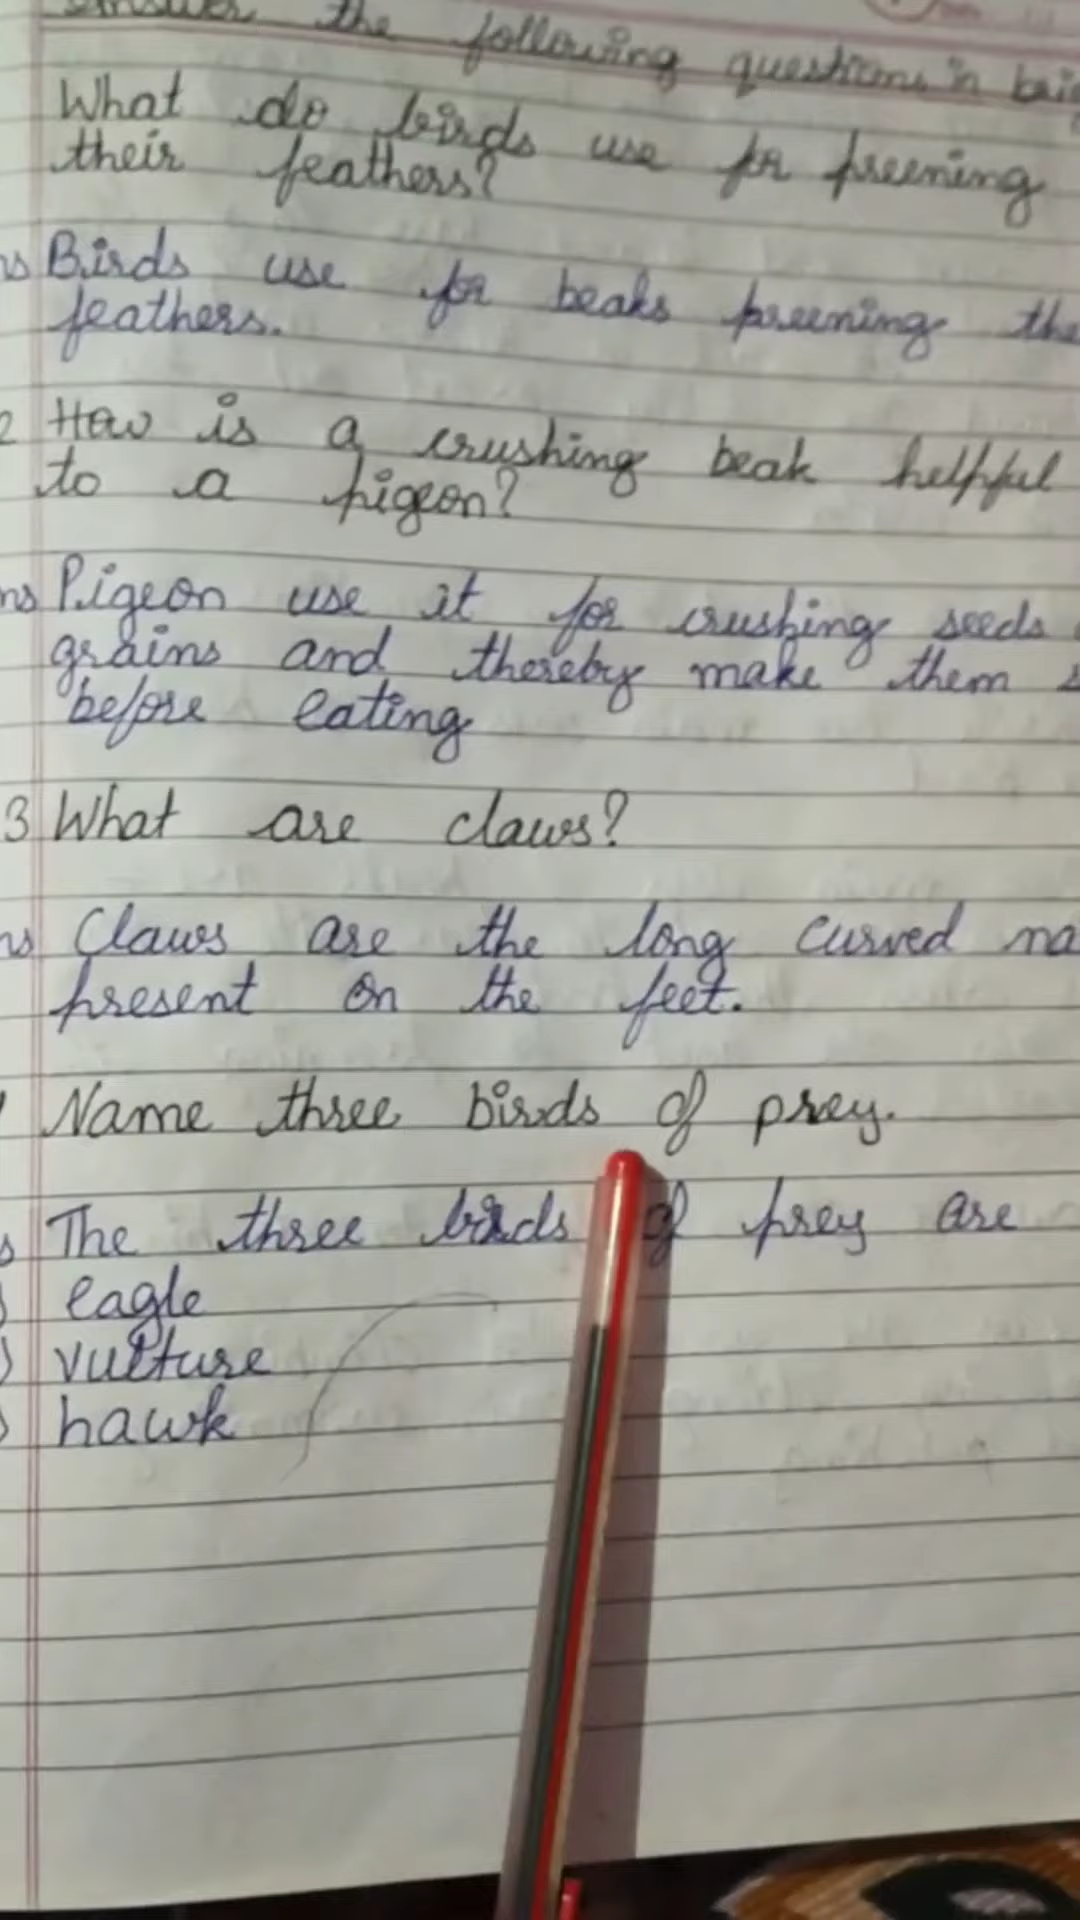 Answer the following questions in
What do birds use for preening
their feathers?
Birds use for beaks preening the
feathers.
2 How is a crushing beak helpful
to a pigeon?
Pigeon use it for crushing seeds
grains and thereby make them
before eating
3 What are claws?
Claws are the long curved na
present on the feet.
Name three birds of prey.
The three birds of prey are
eagle
vulture
hawk